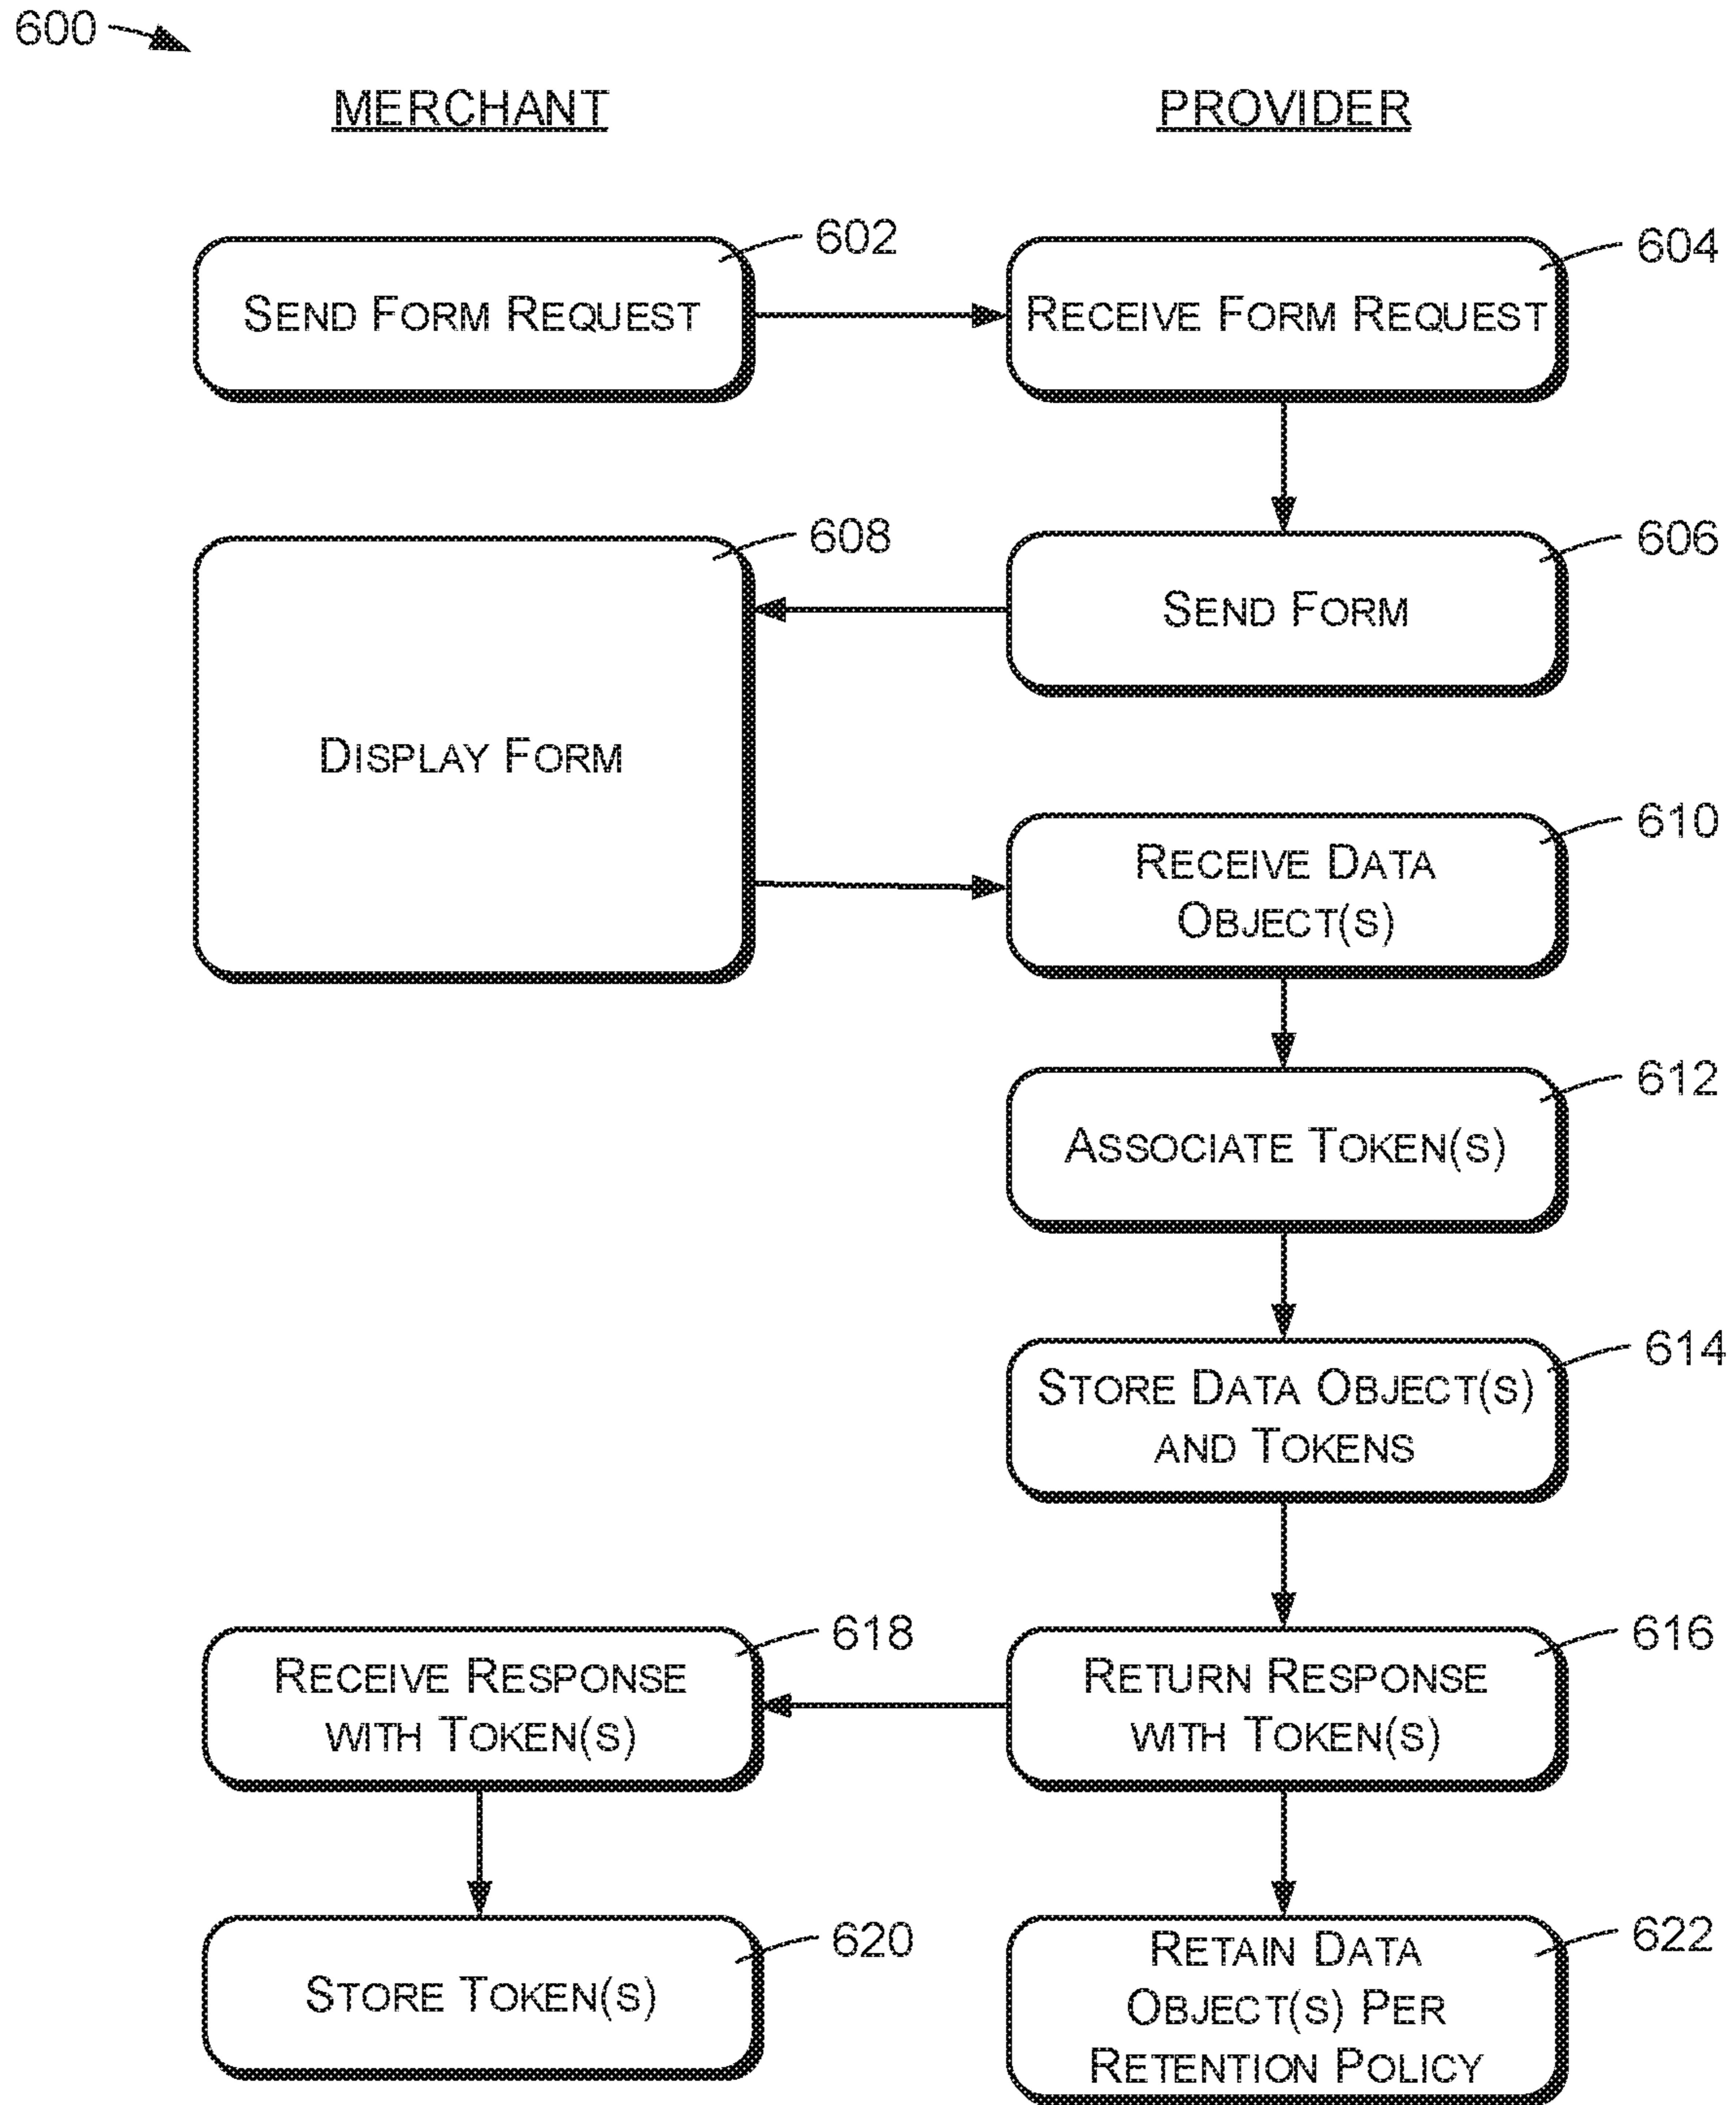 600
MERCHANT
PROVIDER
602
604
SEND FORM REQUEST
RECEIVE FORM REQUEST
608
606
SEND FORM
DISPLAY FORM
610
RECEIVE DATA
OBJECT(S)
612
ASSOCIATE TOKEN(S)
614
STORE DATA OBJECT(S)
AND TOKENS
618
616
RECEIVE RESPONSE
WITH TOKEN(S)
RETURN RESPONSE
WITH TOKEN(S)
620
622
STORE TOKEN(S)
RETAIN DATA
OBJECT(S) PER
RETENTION POLICY